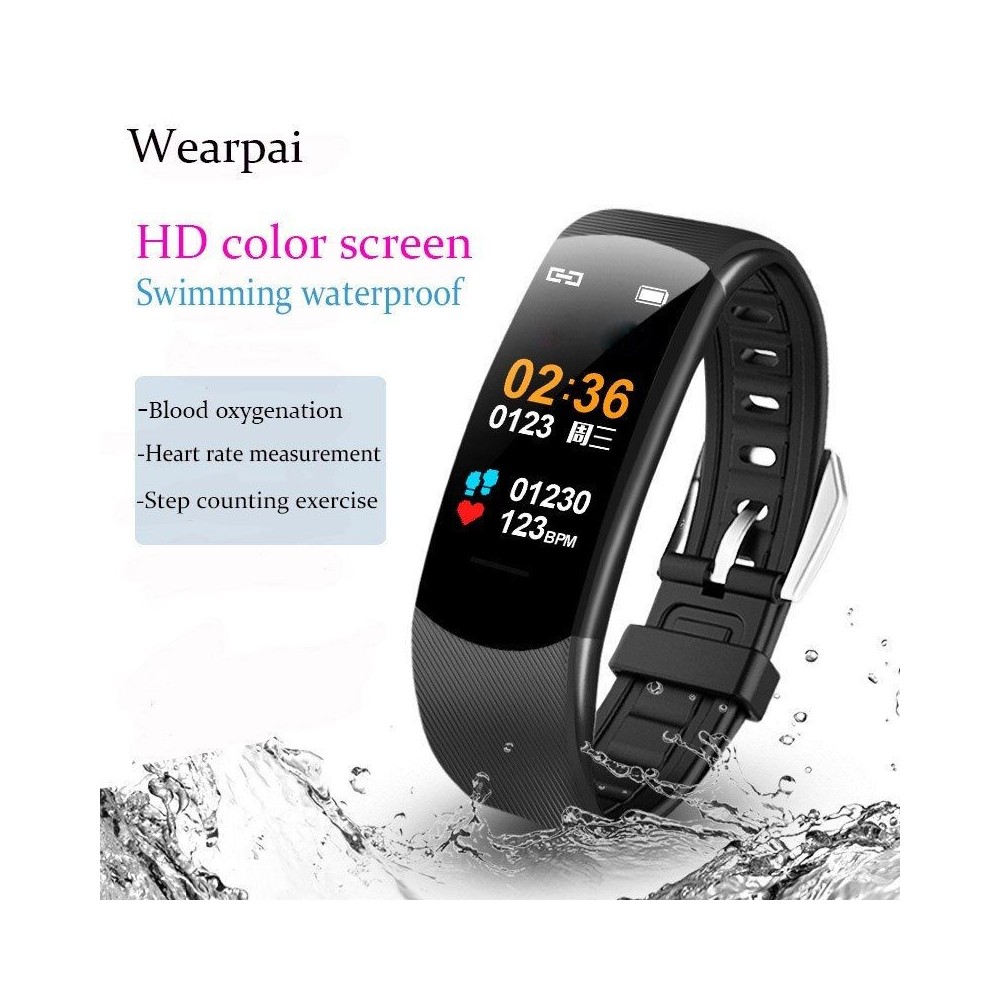 Wearpai
HD color screen
Swimming waterproof
-Blood oxygenation
-Heart rate measurement
-Step counting exercise
02:36
0123 周三
01230
123BPM